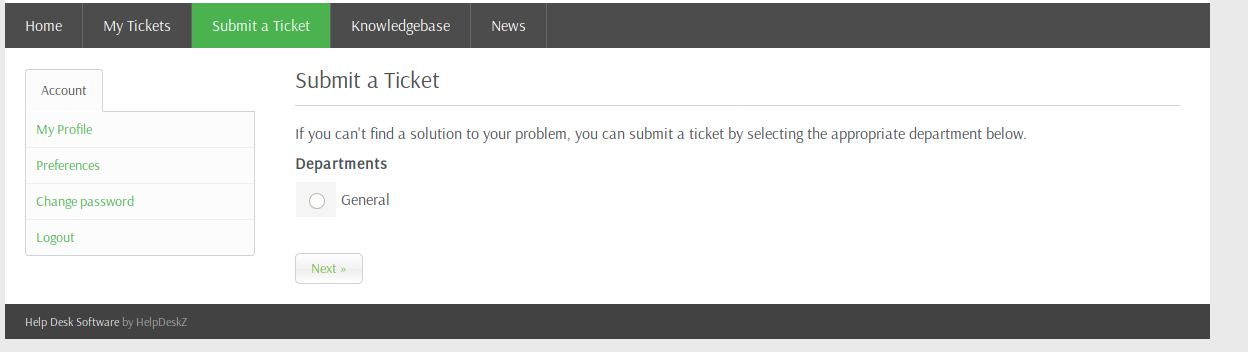 Home My Tickets Submit a Ticket Knowledgebase News
Account
My Profile
Preferences
Change password
Logout
Submit a Ticket
If you can't find a solution to your problem, you can submit a ticket by selecting the appropriate department below.
Departments
General
Next »
Help Desk Software by HelpDeskZ